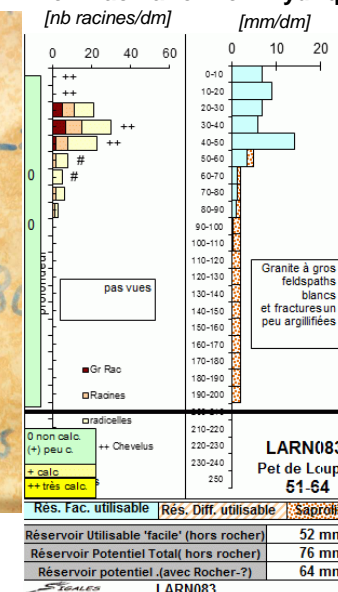 [nb racines/dm] [mm/dm]
0 20 40 60 0 10 20
++
++
++
++
#
#
0
0
0-10
10-20
20-30
30-40
40-50
50-60
60-70
70-80
80-90
90-100
100-110
110-120
120-130
130-140
140-150
150-160
160-170
170-180
180-190
190-200
210-220
220-230
230-240
250
pas vues
Granite à gros
feldspaths
blancs
et fractures un
peu argillifiées
Gr Rac
Racines
radicelles
++ Chevelus
0 non calc.
(+) peu c.
+ calc
++ très calc.
LARN083
Pet de Loup
51-64
Rés. Fac. utilisable Rés. Diff. utilisable Saproli
Réservoir Utilisable 'facile' (hors rocher) 52 mm
Réservoir Potentiel Total( hors rocher) 76 mm
Réservoir potentiel .(avec Rocher-?) 64 mm
SIGALES LARN083